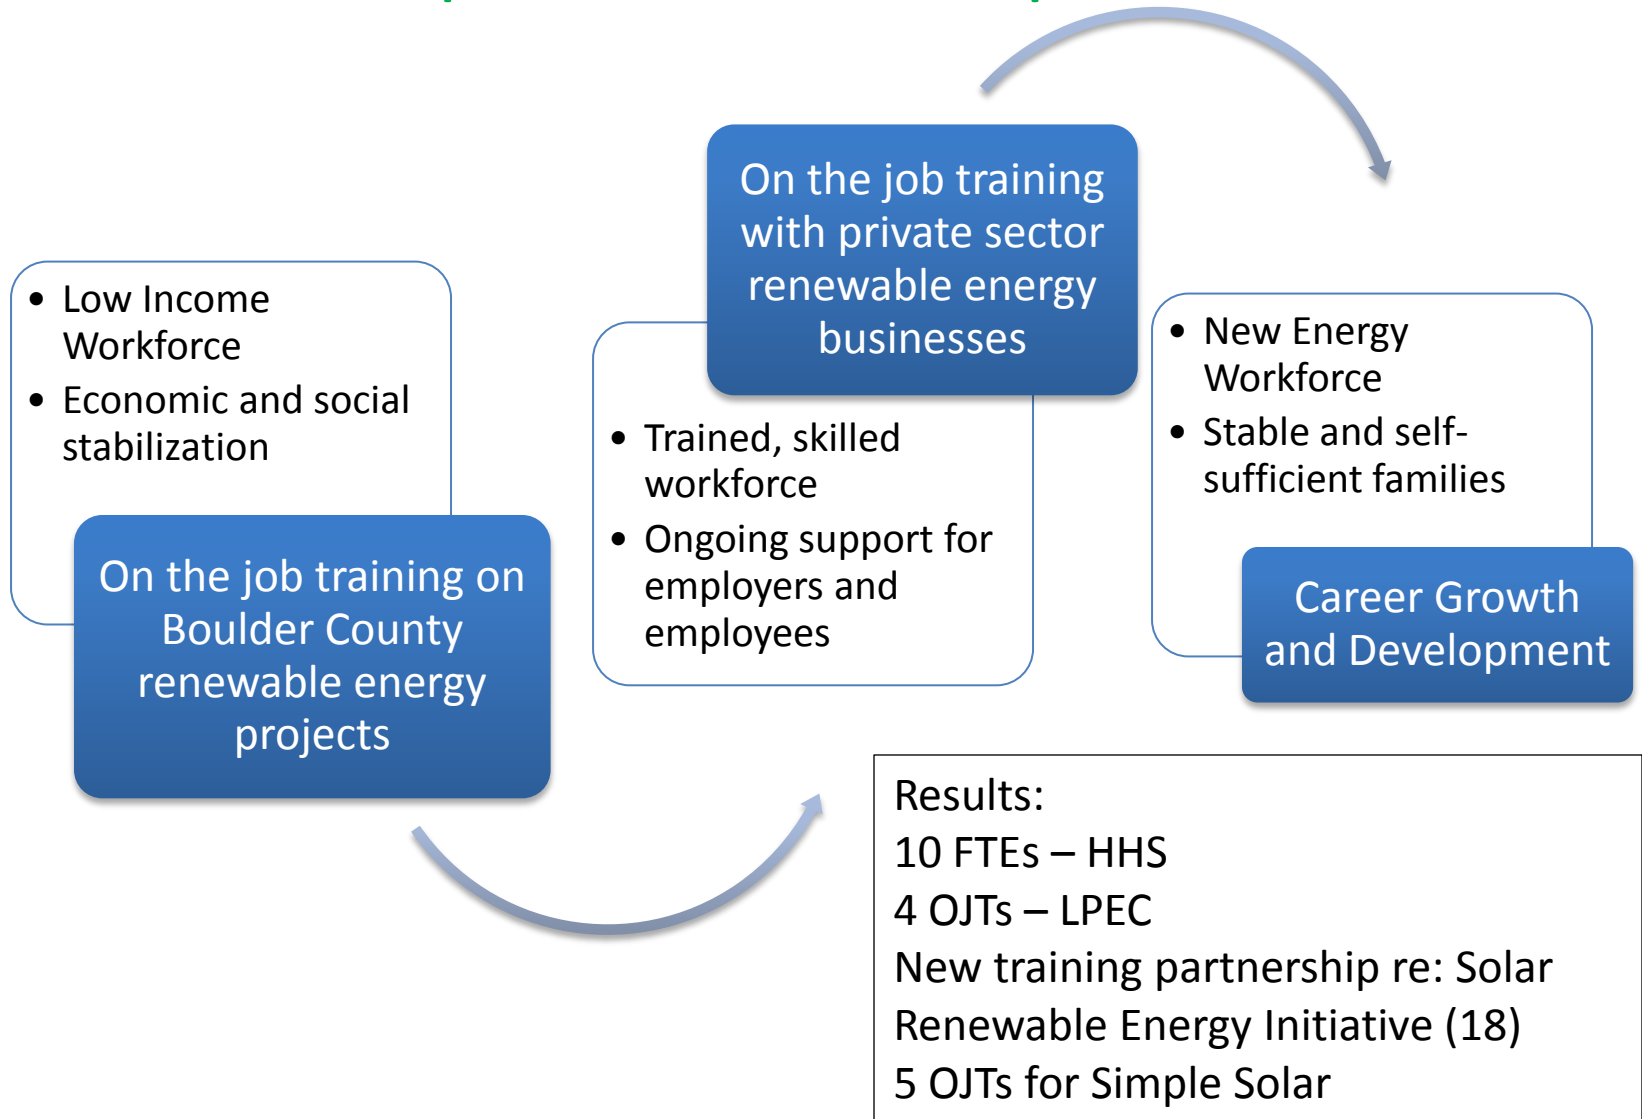 • Low Income
Workforce
• Economic and social
stabilization
On the job training on
Boulder County
renewable energy
projects
On the job training
with private sector
renewable energy
businesses
• Trained, skilled
workforce
• Ongoing support for
employers and
employees
• New Energy
Workforce
• Stable and self-
sufficient families
Career Growth
and Development
Results:
10 FTEs – HHS
4 OJTs – LPEC
New training partnership re: Solar
Renewable Energy Initiative (18)
5 OJTs for Simple Solar